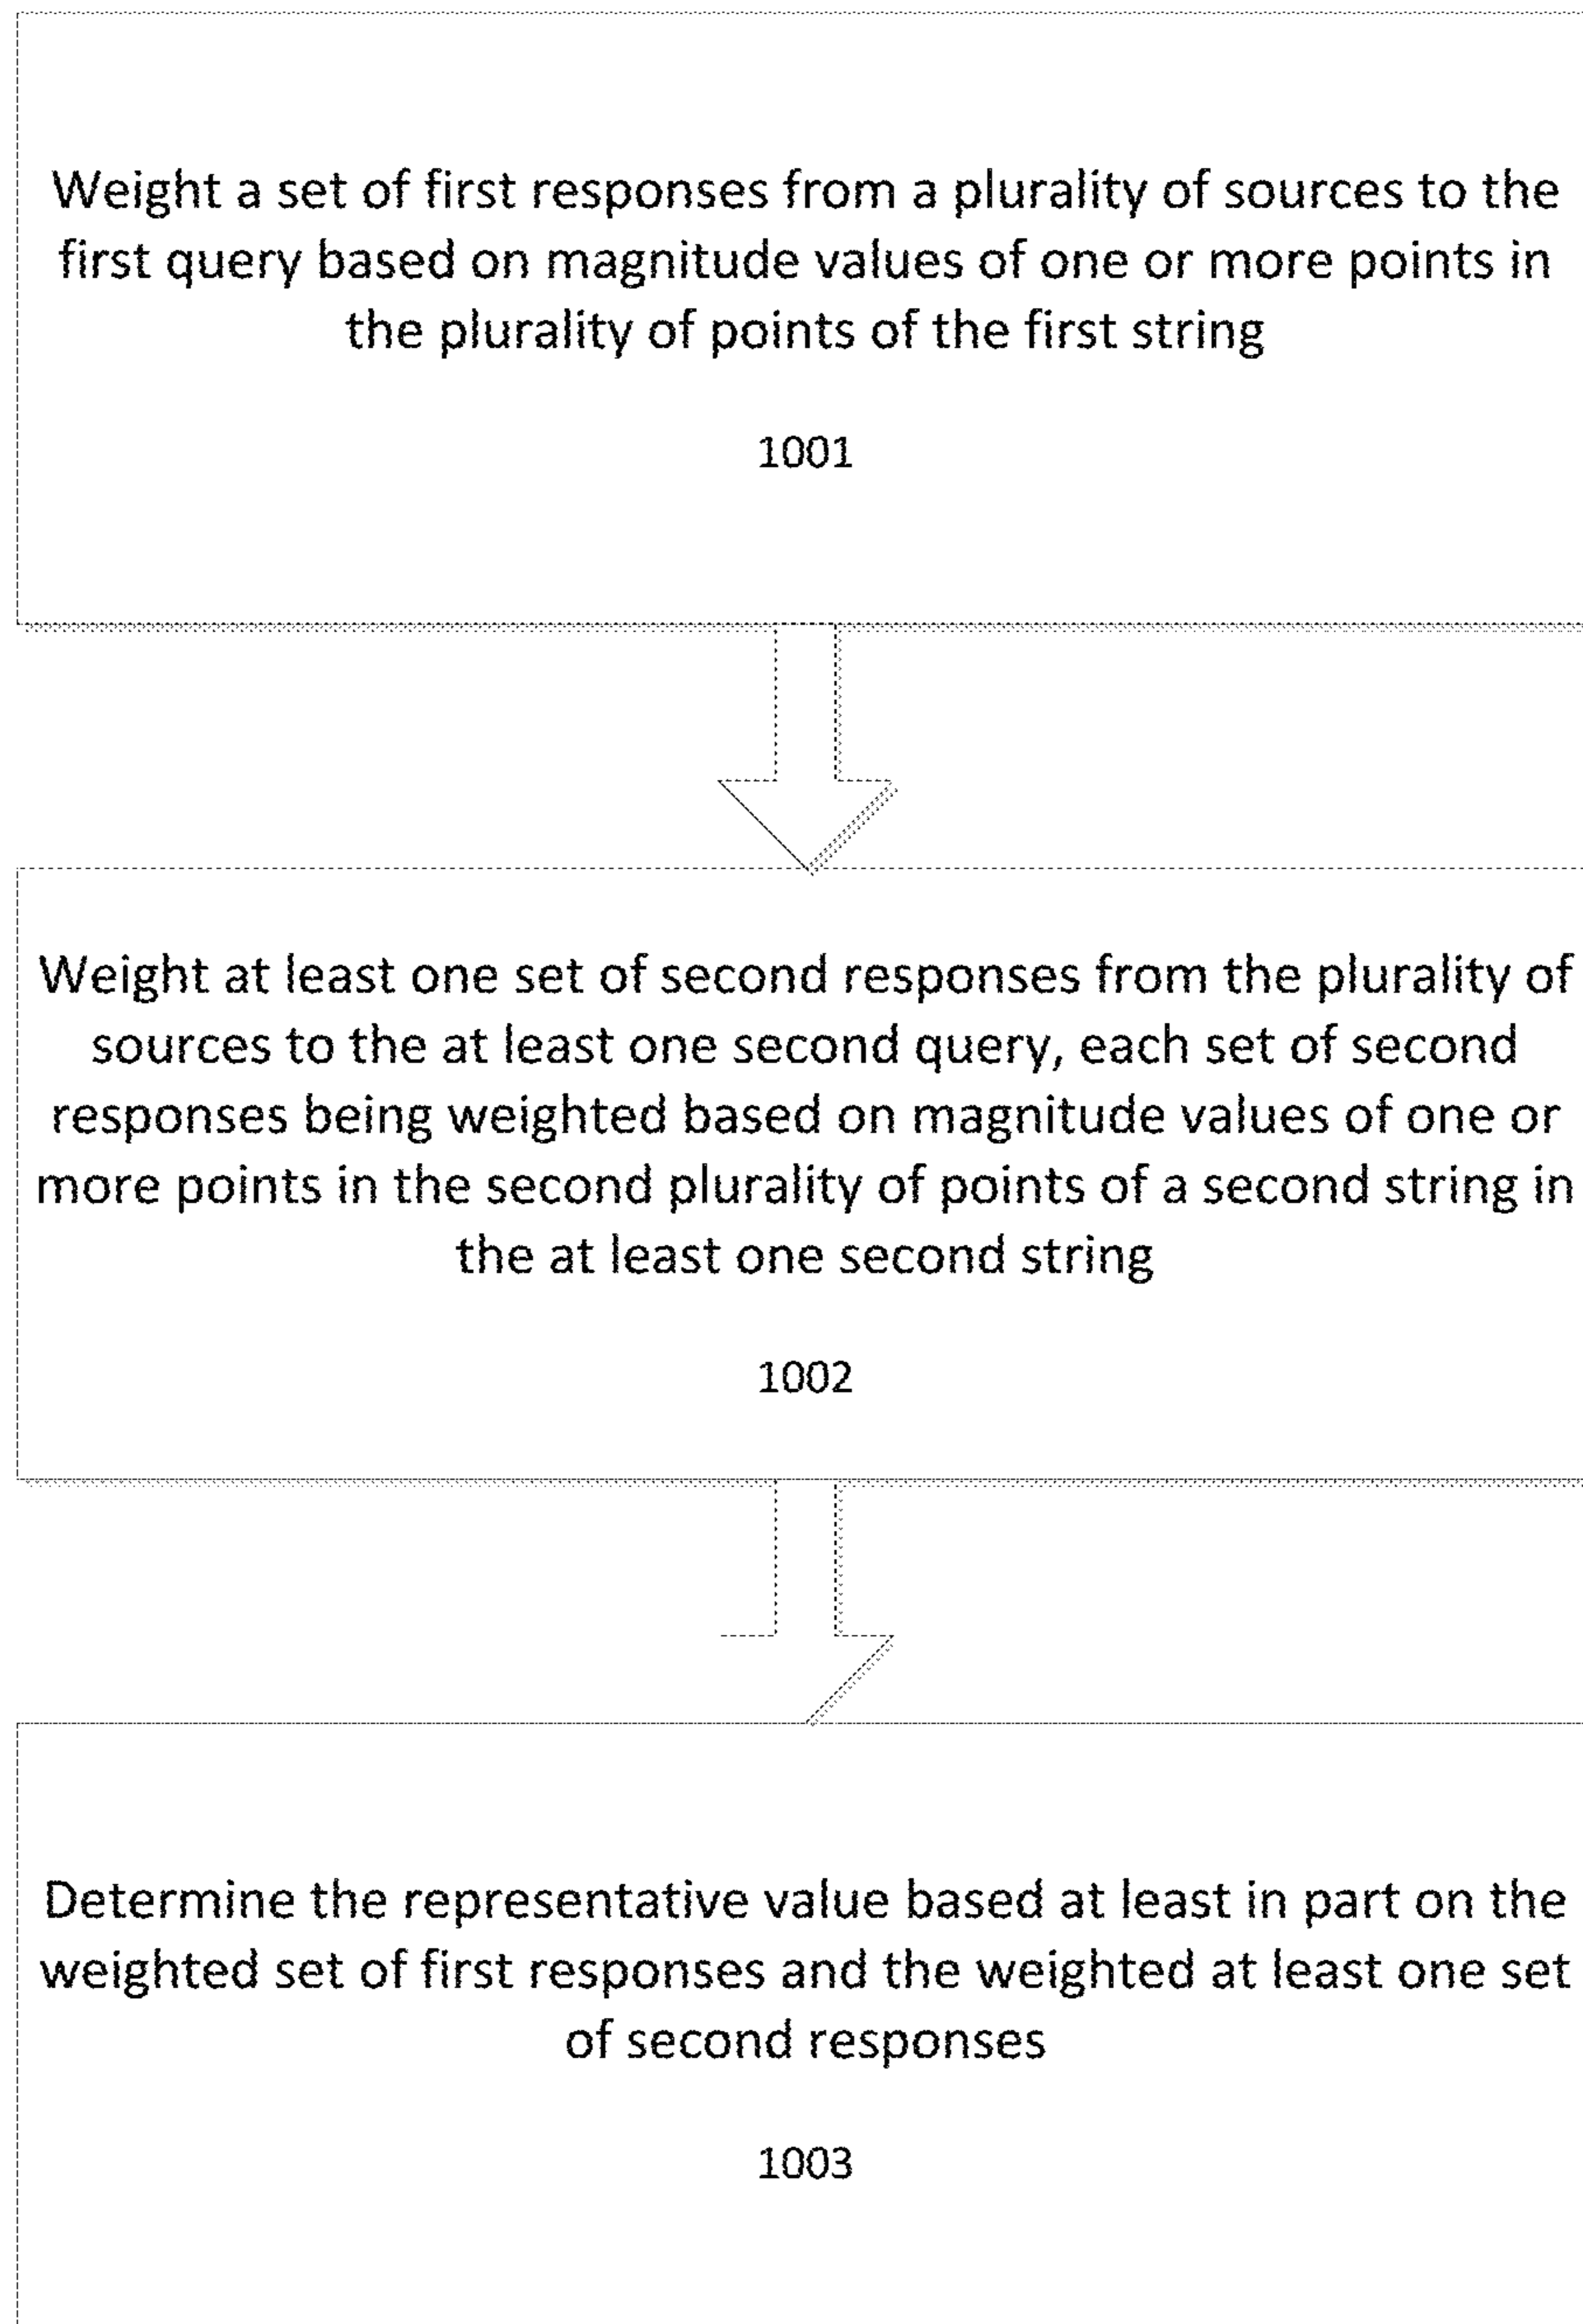 Weight a set of first responses from a plurality of sources to the
first query based on magnitude values of one or more points in
the plurality of points of the first string
1001
Weight at least one set of second responses from the plurality of
sources to the at least one second query, each set of second
responses being weighted based on magnitude values of one or
more points in the second plurality of points of a second string in
the at least one second string
1002
Determine the representative value based at least in part on the
weighted set of first responses and the weighted at least one set
of second responses
1003